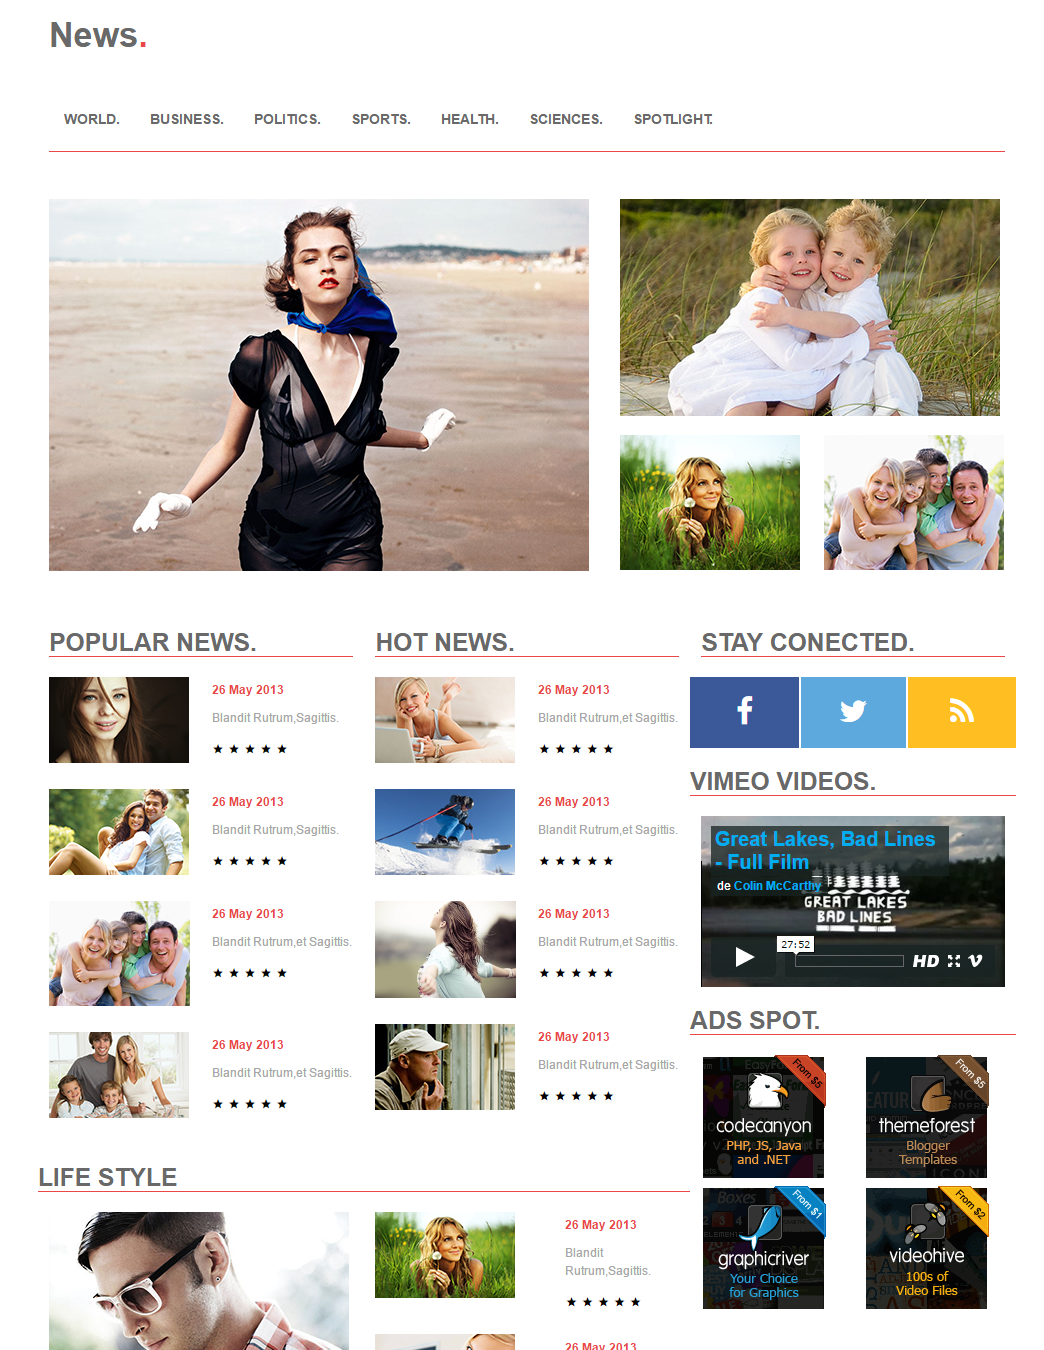 News.
WORLD. BUSINESS. POLITICS. SPORTS. HEALTH. SCIENCES. SPOTLIGHT.
POPULAR NEWS.
26 May 2013
Blandit Rutrum,Sagittis.
26 May 2013
Blandit Rutrum,Sagittis.
26 May 2013
Blandit Rutrum,et Sagittis.
26 May 2013
Blandit Rutrum,et Sagittis.
HOT NEWS.
26 May 2013
Blandit Rutrum,et Sagittis.
26 May 2013
Blandit Rutrum,et Sagittis.
26 May 2013
Blandit Rutrum,et Sagittis.
26 May 2013
Blandit Rutrum,et Sagittis.
STAY CONECTED.
VIMEO VIDEOS.
Great Lakes, Bad Lines
- Full Film
de Colin McCarthy
GREAT LAKES
BAD LINES
27:52
HD
ADS SPOT.
From $5
codecanyon
PHP, JS, Java
and .NET
From $5
themeforest
Blogger
Templates
From $1
graphicriver
Your Choice
for Graphics
From $2
videohive
100s of
Video Files
LIFE STYLE
26 May 2013
Blandit
Rutrum,Sagittis.
26 May 2013